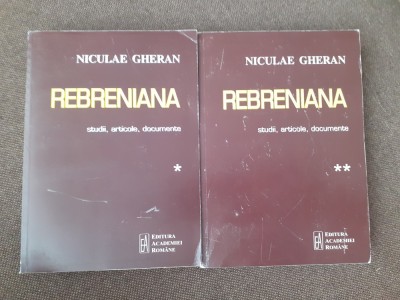 NICULAE GHERAN
REBRENIANA
studii, articole, documente
*
EDITURA
ACADEMIEI
ROMÂNE
NICULAE GHERAN
REBRENIANA
studii, articole, documente
**
EDITURA
ACADEMIEI
ROMÂNE